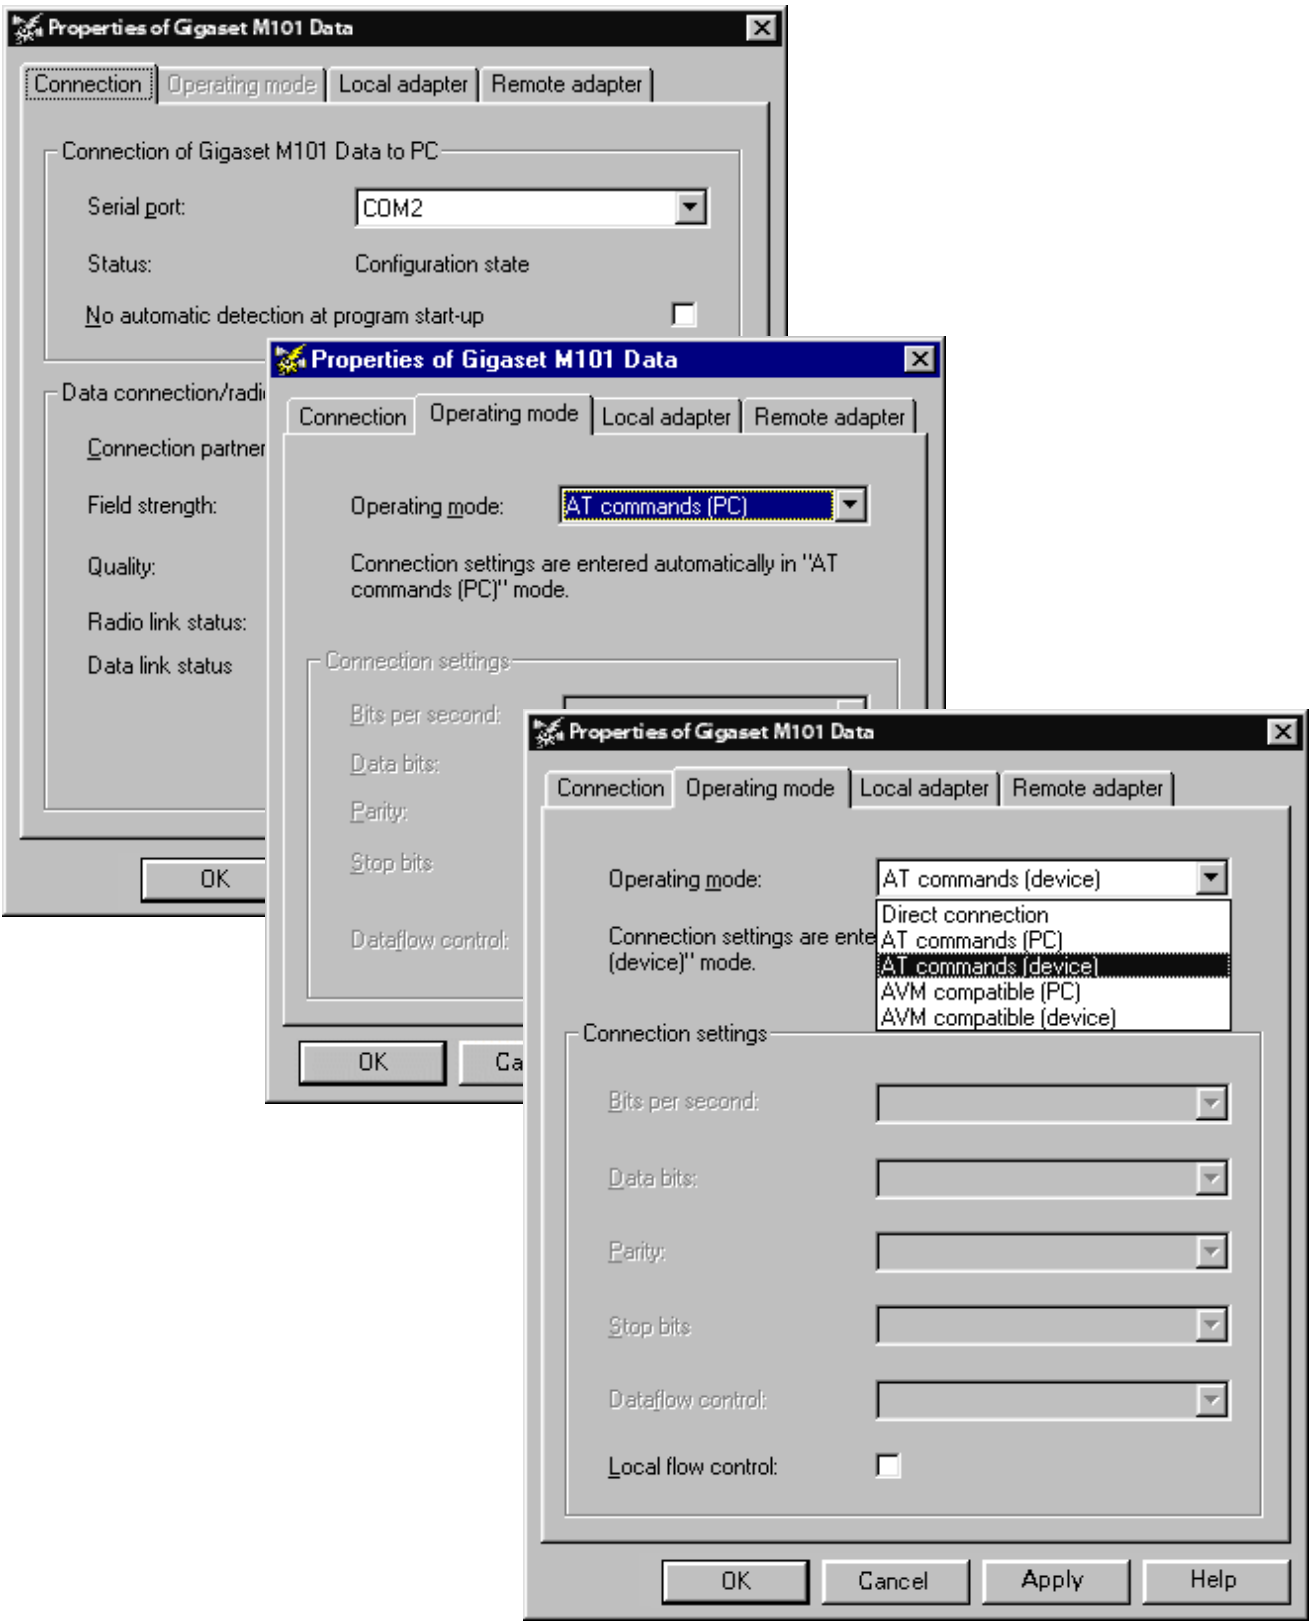 Properties of Gigaset M101 Data
Connection Operating mode Local adapter Remote adapter
Connection of Gigaset M101 Data to PC
Serial port: COM2
Status: Configuration state
No automatic detection at program start-up
Data connection/radi
Connection partner
Field strength:
Quality:
Radio link status:
Data link status
OK
Properties of Gigaset M101 Data
Connection Operating mode Local adapter Remote adapter
Operating mode: AT commands (PC)
Connection settings are entered automatically in "AT
commands (PC)" mode.
Connection settings
Bits per second:
Data bits:
Parity:
Stop bits
Dataflow control:
OK Ca
Properties of Gigaset M101 Data
Connection Operating mode Local adapter Remote adapter
Operating mode: AT commands (device)
Direct connection
AT commands (PC)
AT commands (device)
AVM compatible (PC)
AVM compatible (device)
Connection settings are ente
(device)" mode.
Connection settings
Bits per second:
Data bits:
Parity:
Stop bits
Dataflow control:
Local flow control:
OK Cancel Apply Help